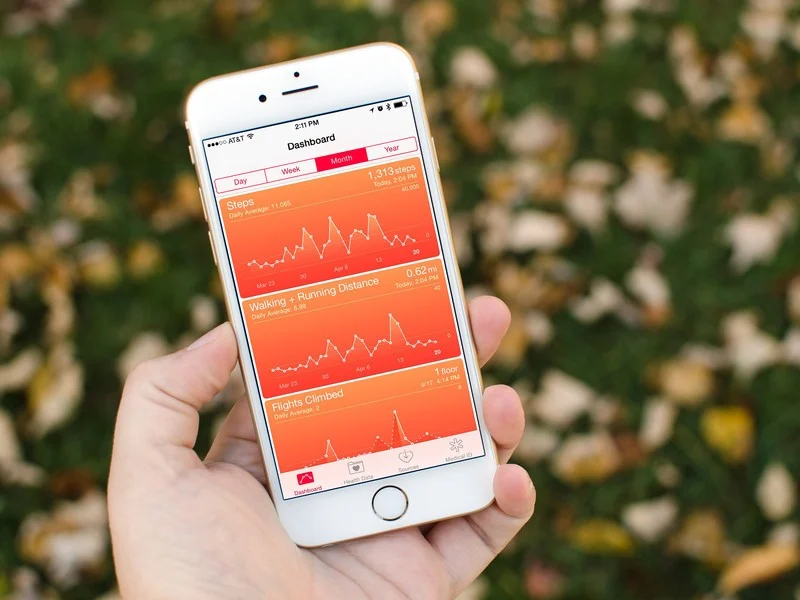 AT&T 2:11 PM
Dashboard
Day Week Month Year
Steps 1,313 steps
Daily Average: 11,065 Today, 2:04 PM
40,000
0
Mar 23 30 Apr 6 13 20
Walking + Running Distance 0.62 mi
Daily Average: 6.98 Today, 2:04 PM
40
0
Mar 23 30 Apr 6 13 20
Flights Climbed 1 floor
Daily Average: 2 4/17 4:14 PM
Dashboard Health Data Sources Medical ID